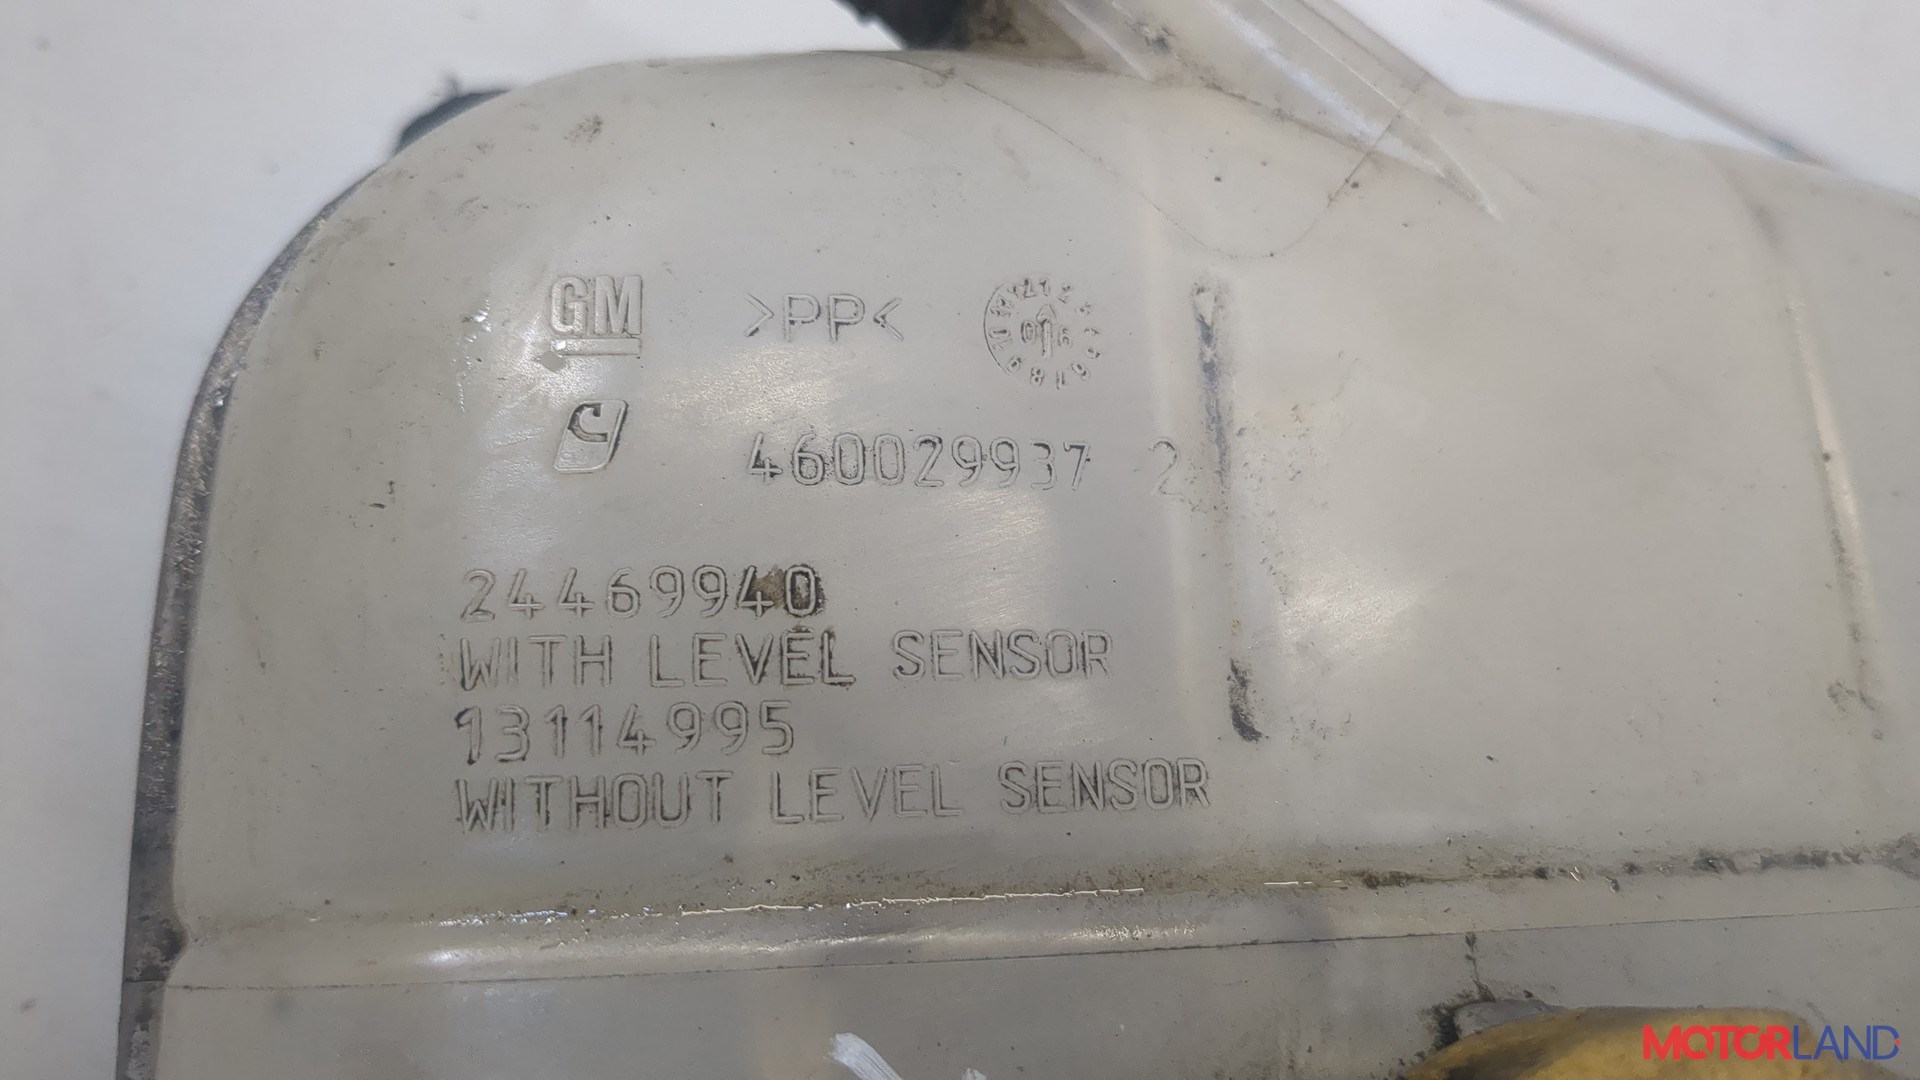 GM >PP<
460029937 2
24469940
WITH LEVEL SENSOR
13114995
WITHOUT LEVEL SENSOR
MOTORLAND